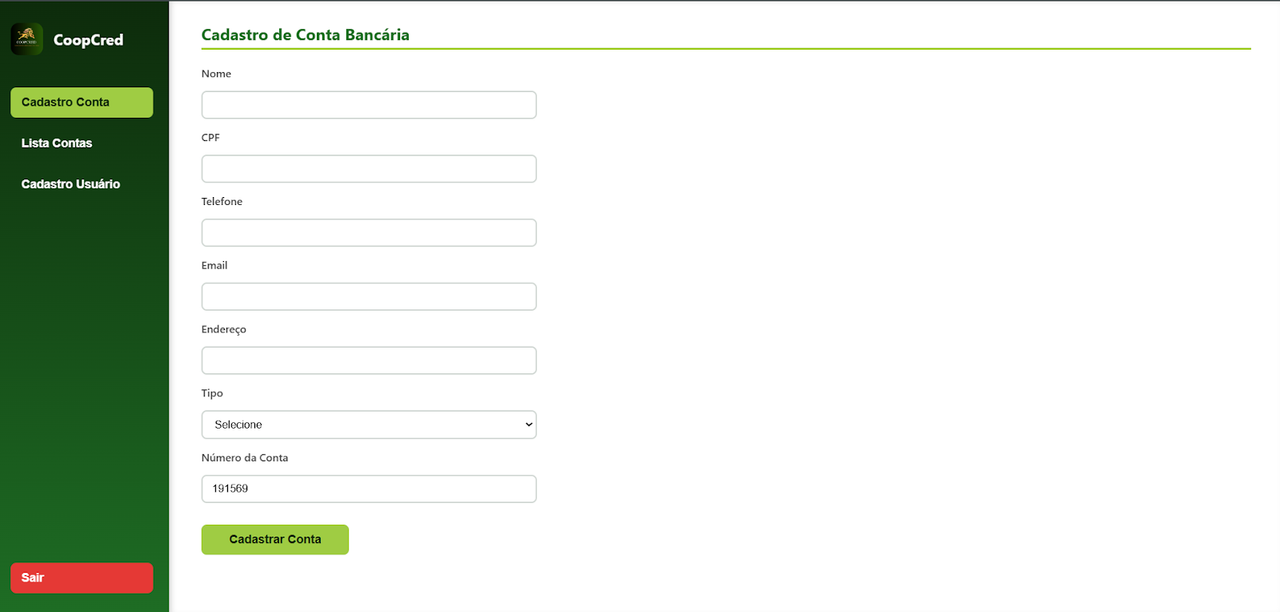 CoopCred
Cadastro Conta
Lista Contas
Cadastro Usuário
Sair
Cadastro de Conta Bancária
Nome
CPF
Telefone
Email
Endereço
Tipo
Selecione
Número da Conta
191569
Cadastrar Conta